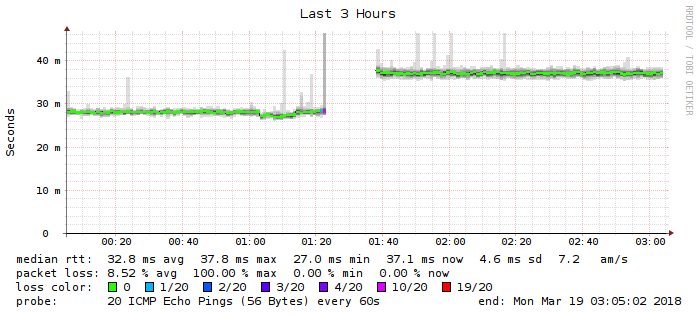 Last 3 Hours
RRDTOOL / TOBI OETIKER
Seconds
40 m
30 m
20 m
10 m
0
00:20 00:40 01:00 01:20 01:40 02:00 02:20 02:40 03:00
median rtt: 32.8 ms avg 37.8 ms max 27.0 ms min 37.1 ms now 4.6 ms sd 7.2 am/s
packet loss: 8.52 % avg 100.00 % max 0.00 % min 0.00 % now
loss color: 0 1/20 2/20 3/20 4/20 10/20 19/20
probe: 20 ICMP Echo Pings (56 Bytes) every 60s end: Mon Mar 19 03:05:02 2018